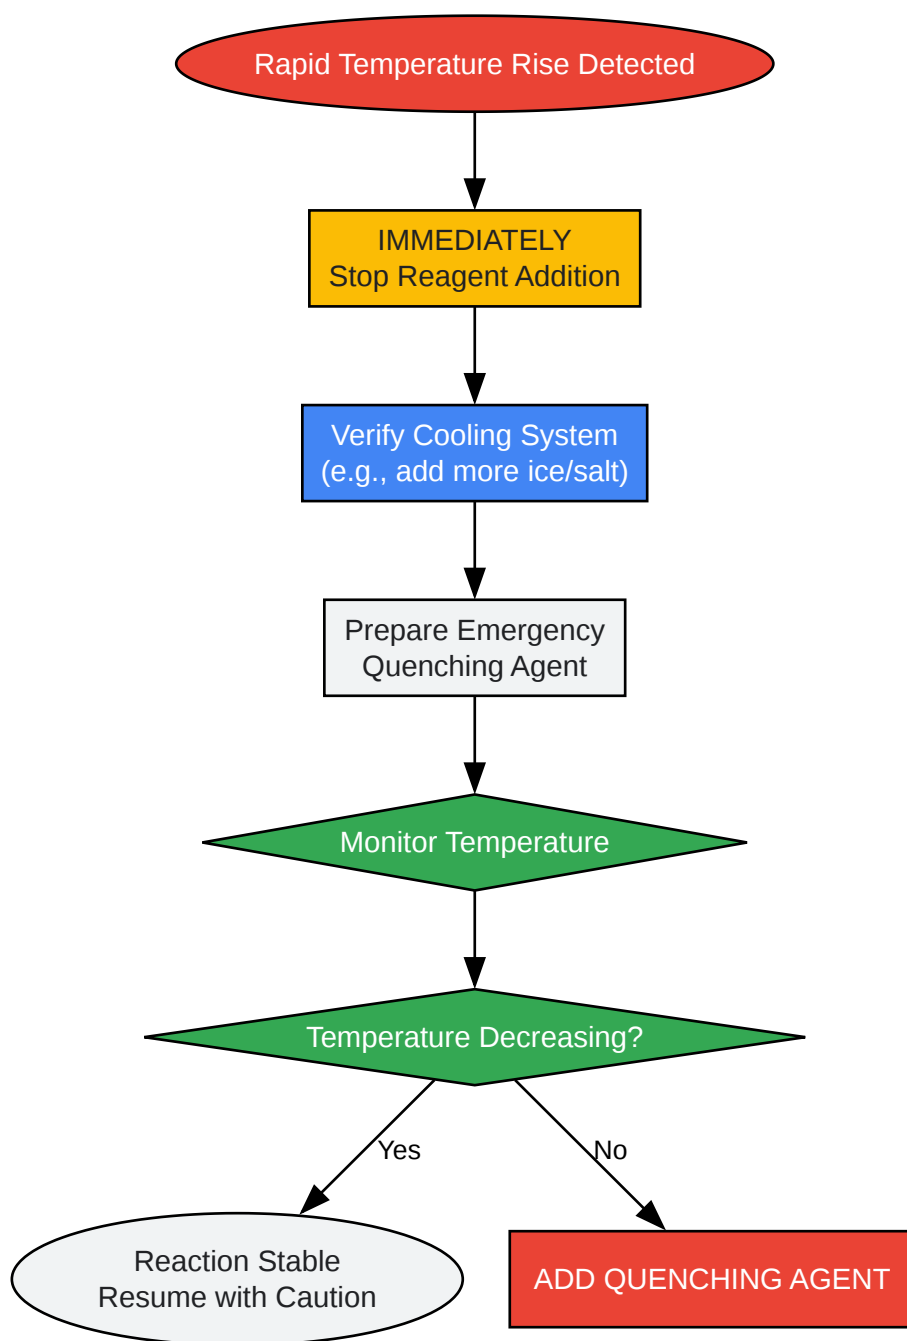 Rapid Temperature Rise Detected
IMMEDIATELY
Stop Reagent Addition
Verify Cooling System
(e.g., add more ice/salt)
Prepare Emergency
Quenching Agent
Monitor Temperature
Temperature Decreasing?
Yes
No
Reaction Stable
Resume with Caution
ADD QUENCHING AGENT